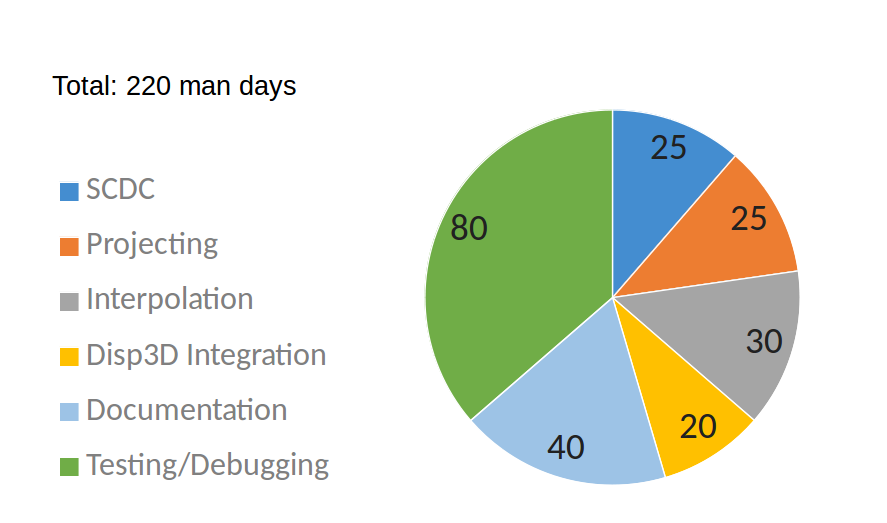 Total: 220 man days
SCDC
Projecting
Interpolation
Disp3D Integration
Documentation
Testing/Debugging
25
25
30
20
40
80